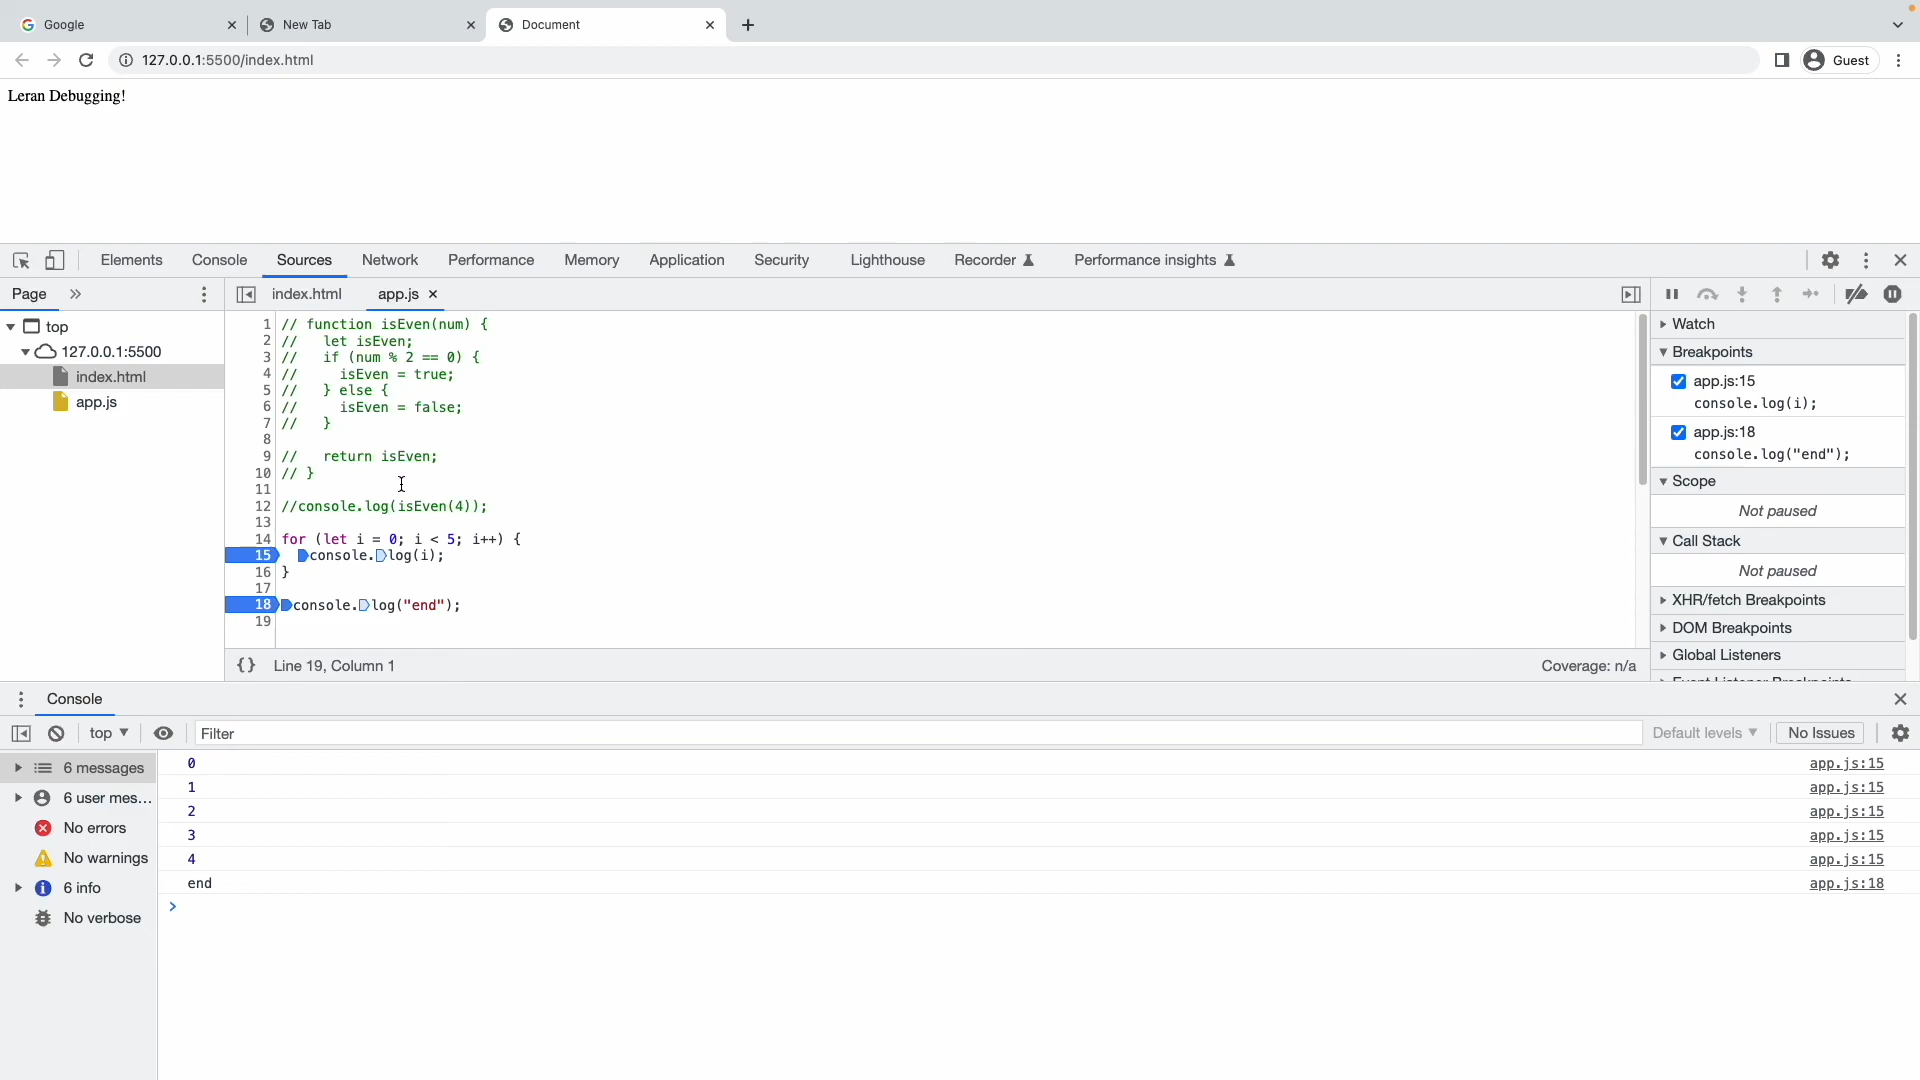 Google
New Tab
Document
127.0.0.1:5500/index.html
Guest
Leran Debugging!
Elements Console Sources Network Performance Memory Application Security Lighthouse Recorder Performance insights
Page
index.html
app.js
top
127.0.0.1:5500
index.html
app.js
1 // function isEven(num) {
2 //   let isEven;
3 //   if (num % 2 == 0) {
4 //     isEven = true;
5 //   } else {
6 //     isEven = false;
7 //   }
8
9 //   return isEven;
10 // }
11
12 //console.log(isEven(4));
13
14 for (let i = 0; i < 5; i++) {
15   console.log(i);
16 }
17
18 console.log("end");
19
{} Line 19, Column 1
Coverage: n/a
Watch
Breakpoints
app.js:15
console.log(i);
app.js:18
console.log("end");
Scope
Not paused
Call Stack
Not paused
XHR/fetch Breakpoints
DOM Breakpoints
Global Listeners
Console
top
Filter
Default levels
No Issues
6 messages
6 user mes...
No errors
No warnings
6 info
No verbose
0 app.js:15
1 app.js:15
2 app.js:15
3 app.js:15
4 app.js:15
end app.js:18
>